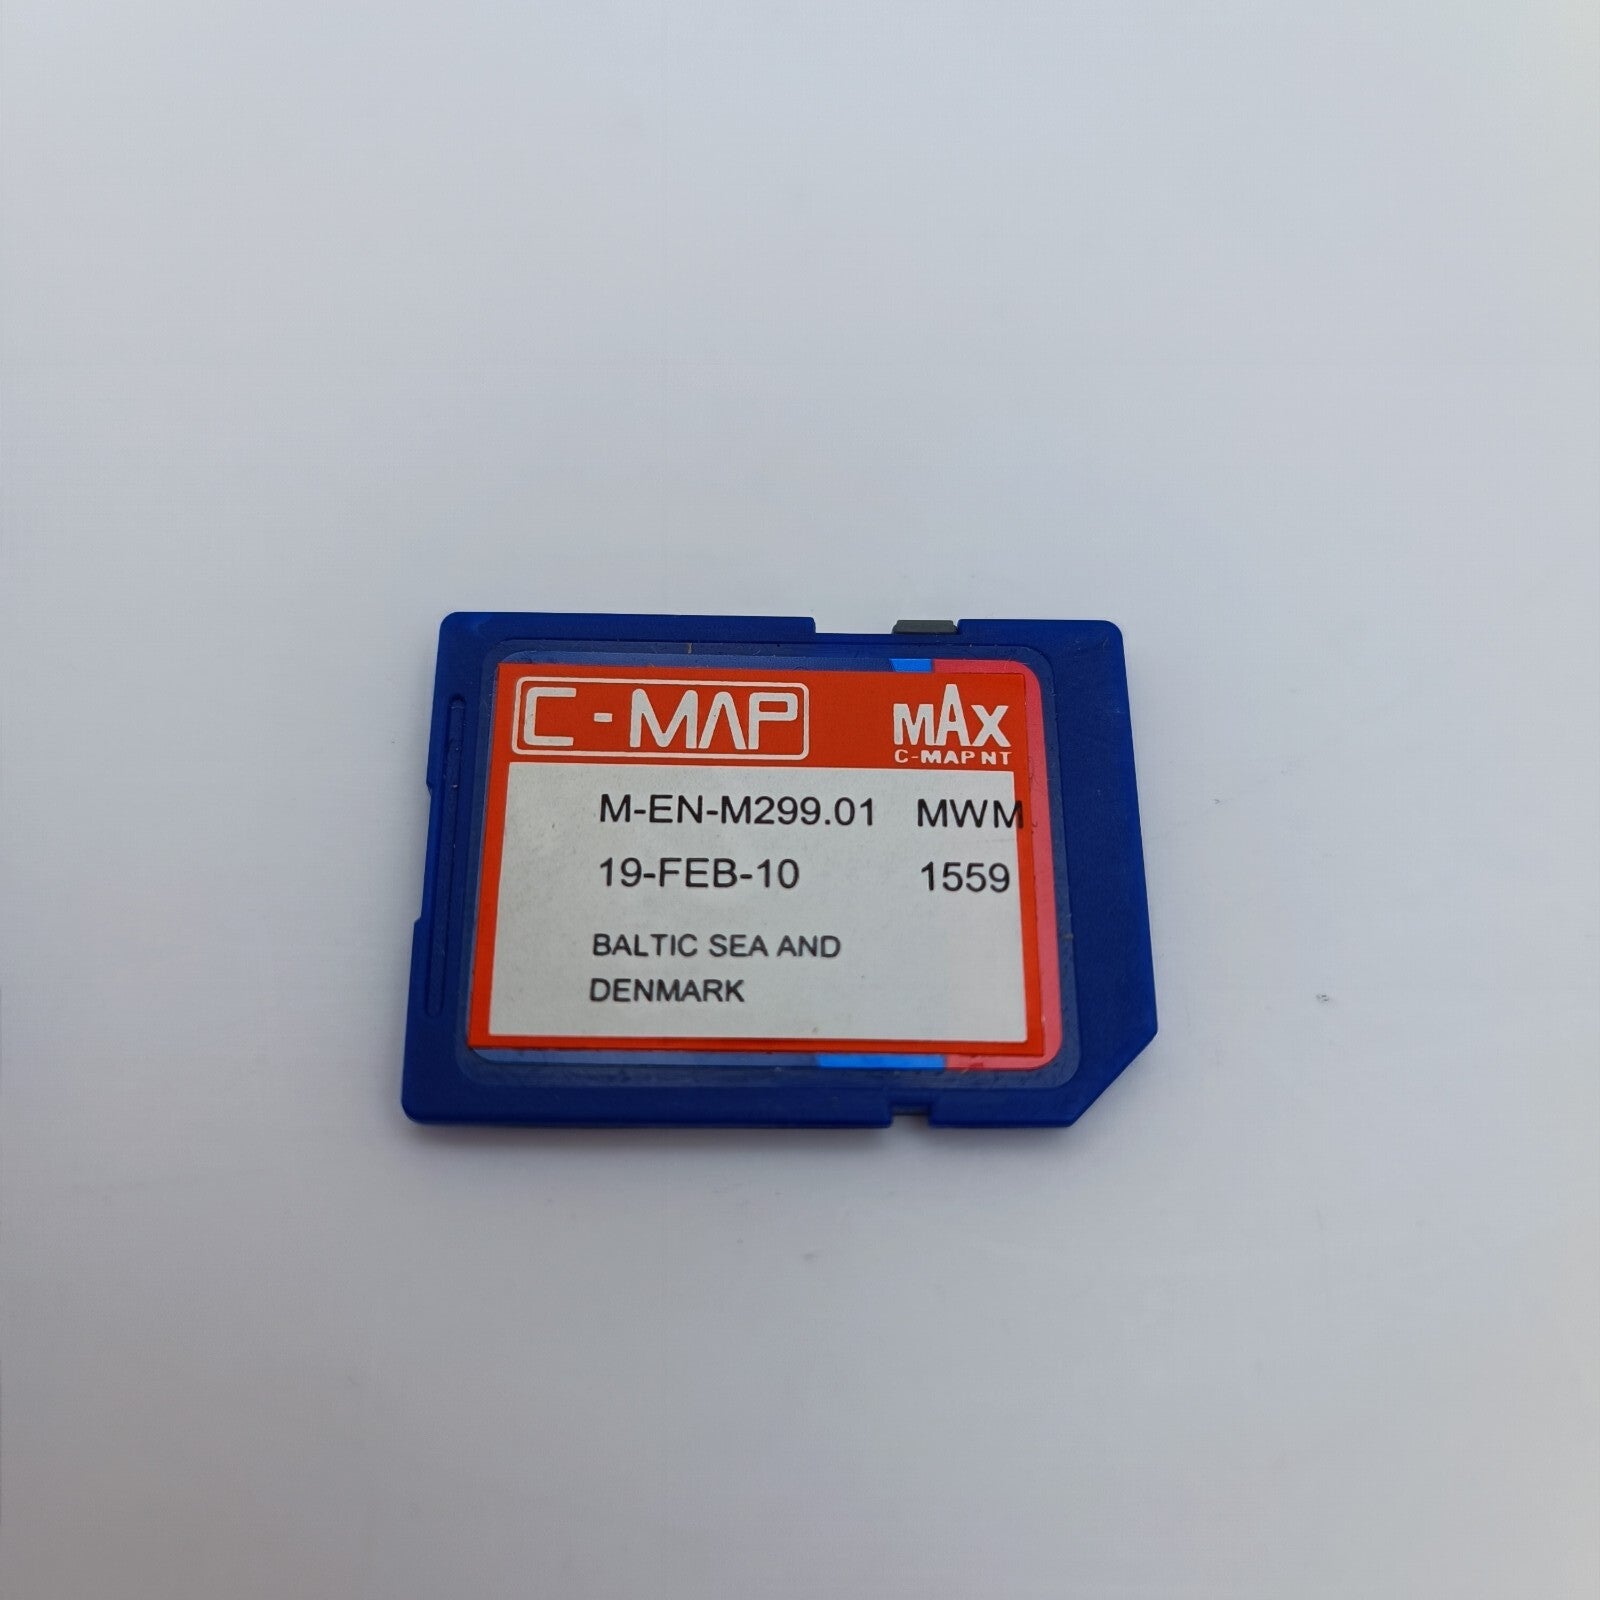 C-MAP MAX
C-MAP NT
M-EN-M299.01 MWM
19-FEB-10 1559
BALTIC SEA AND
DENMARK